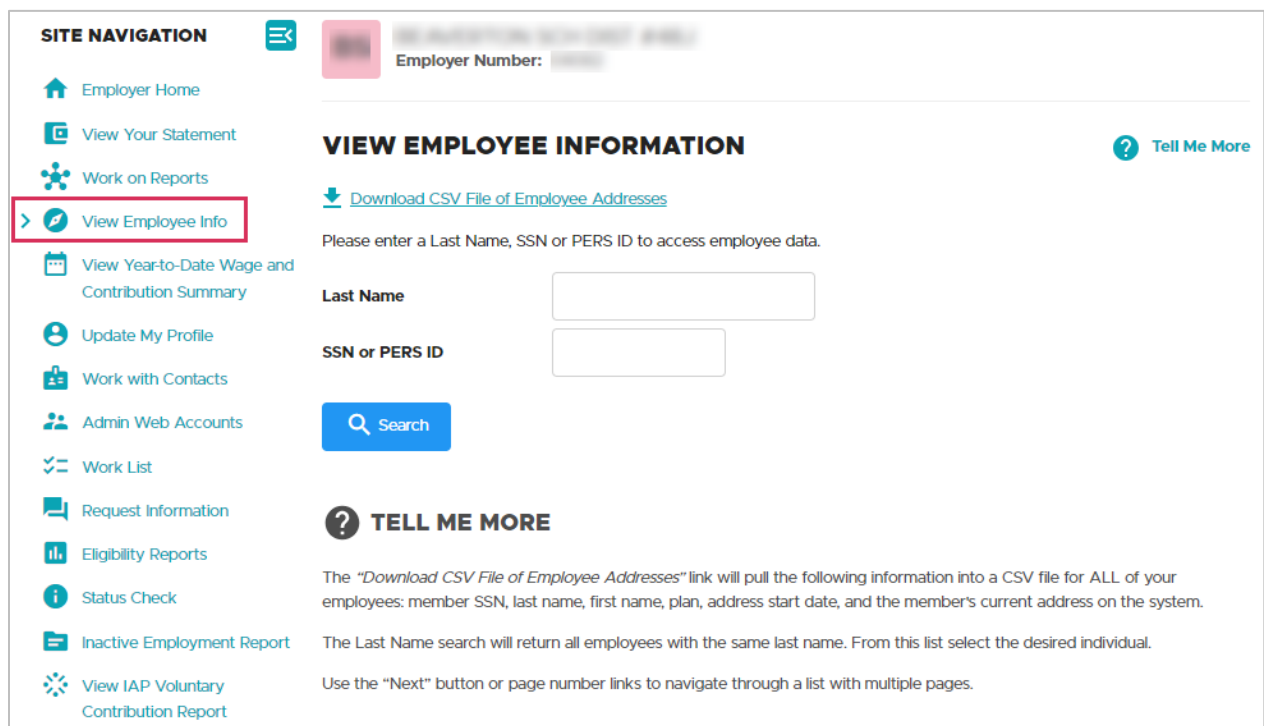 SITE NAVIGATION
Employer Home
View Your Statement
Work on Reports
View Employee Info
View Year-to-Date Wage and
Contribution Summary
Update My Profile
Work with Contacts
Admin Web Accounts
Work List
Request Information
Eligibility Reports
Status Check
Inactive Employment Report
View IAP Voluntary
Contribution Report
Employer Number:
VIEW EMPLOYEE INFORMATION
Tell Me More
Download CSV File of Employee Addresses
Please enter a Last Name, SSN or PERS ID to access employee data.
Last Name
SSN or PERS ID
Search
TELL ME MORE
The "Download CSV File of Employee Addresses" link will pull the following information into a CSV file for ALL of your
employees: member SSN, last name, first name, plan, address start date, and the member's current address on the system.
The Last Name search will return all employees with the same last name. From this list select the desired individual.
Use the “Next” button or page number links to navigate through a list with multiple pages.